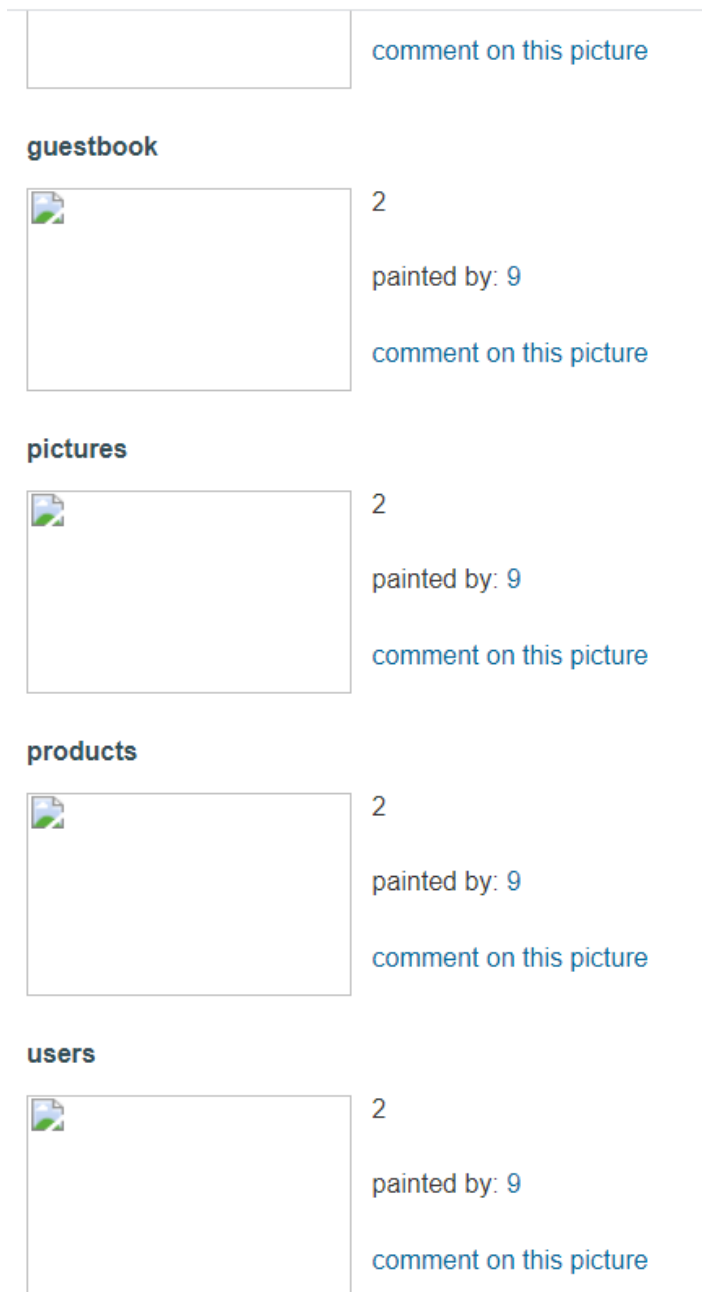 comment on this picture
guestbook
2
painted by: 9
comment on this picture
pictures
2
painted by: 9
comment on this picture
products
2
painted by: 9
comment on this picture
users
2
painted by: 9
comment on this picture